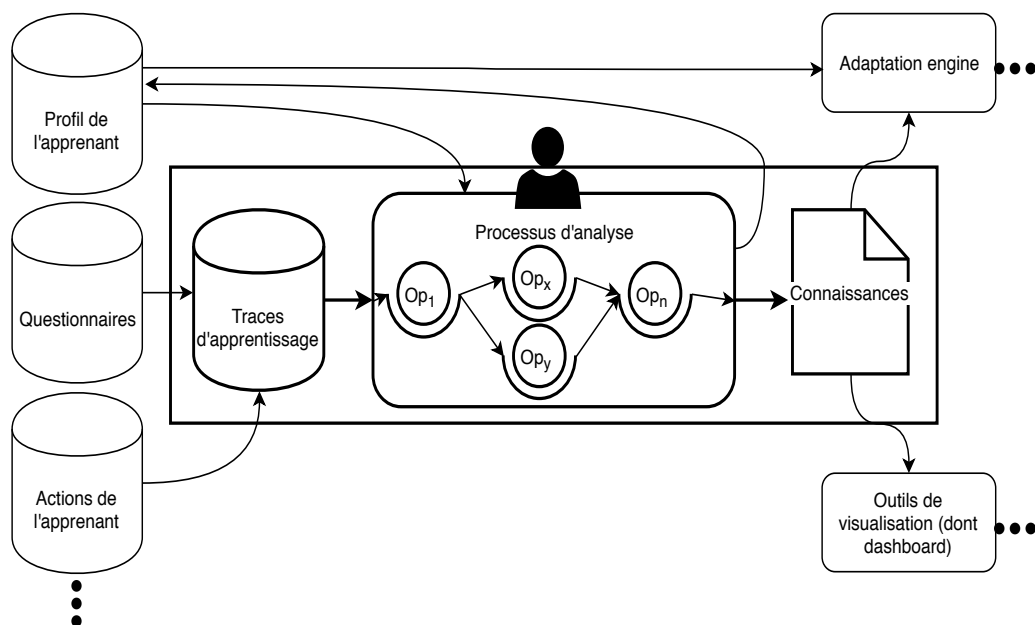 Profil de
l'apprenant
Adaptation engine
Processus d'analyse
Questionnaires
Traces
d'apprentissage
Op1
Opx
Opy
Opn
Connaissances
Actions de
l'apprenant
Outils de
visualisation (dont
dashboard)